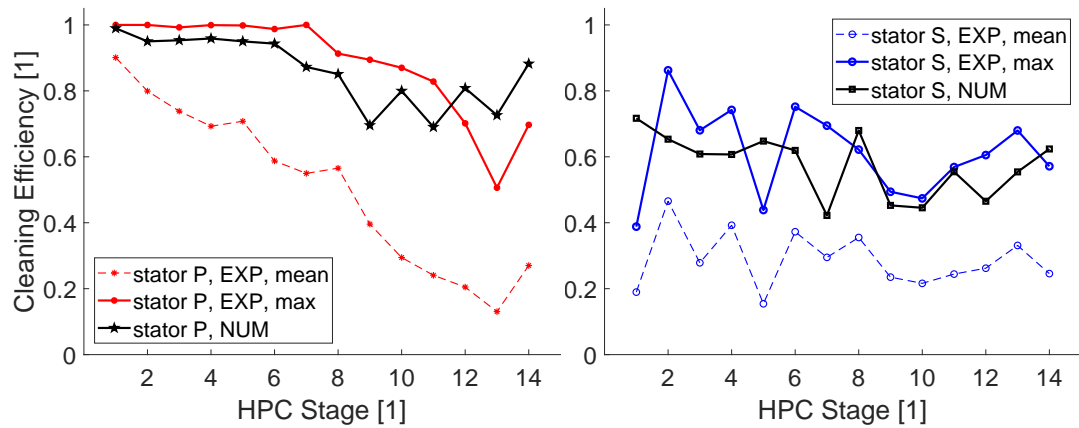 Cleaning Efficiency [1]
1
0.8
0.6
0.4
0.2
0
2 4 6 8 10 12 14
HPC Stage [1]
stator P, EXP, mean
stator P, EXP, max
stator P, NUM
1
0.8
0.6
0.4
0.2
0
2 4 6 8 10 12 14
HPC Stage [1]
stator S, EXP, mean
stator S, EXP, max
stator S, NUM